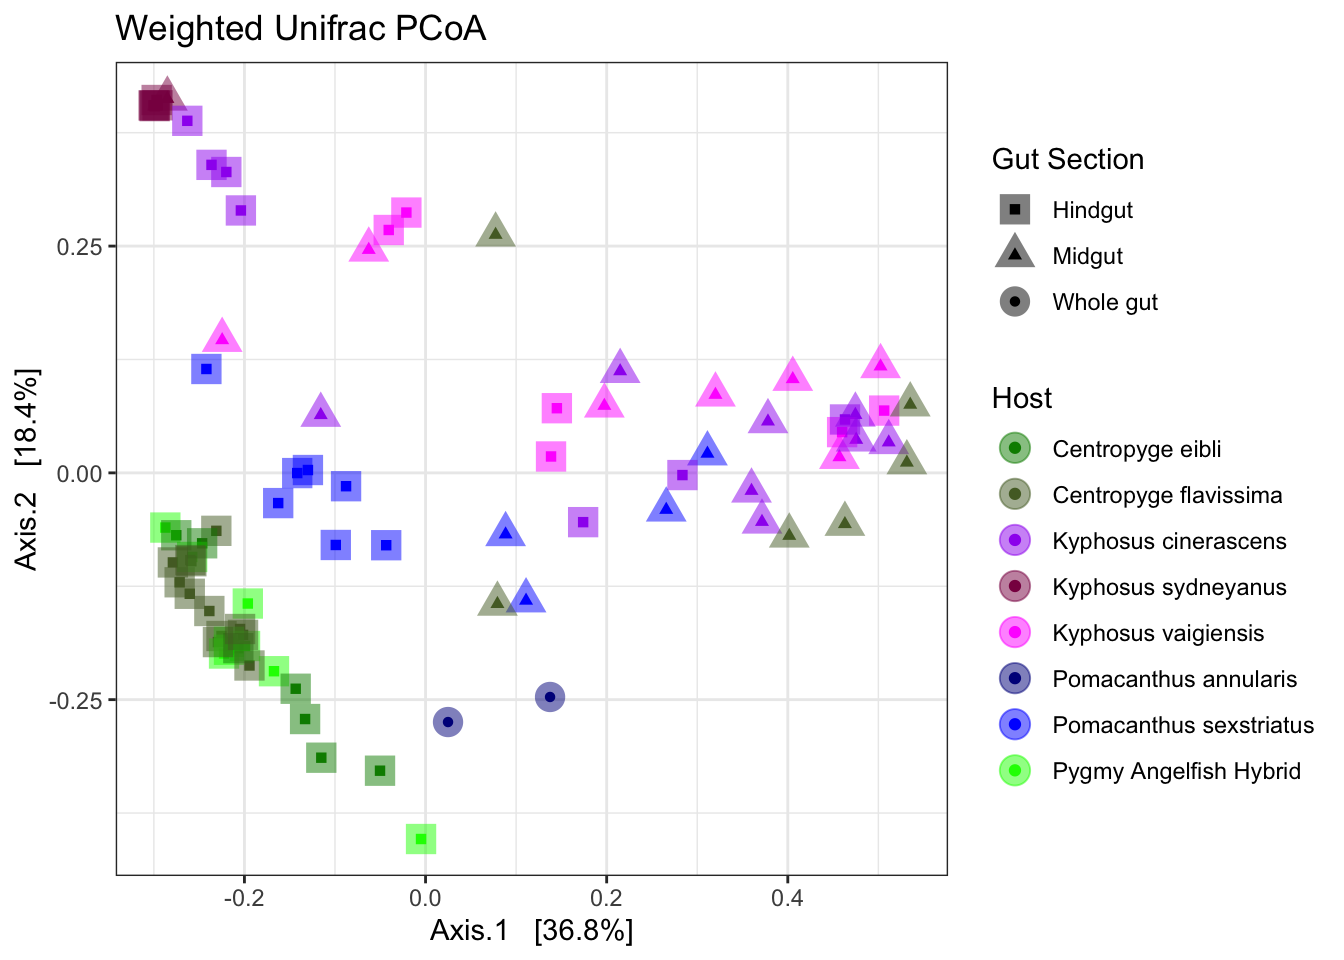 Weighted Unifrac PCoA
Axis.2 [18.4%]
0.25
0.00
-0.25
-0.2
0.0
0.2
0.4
Axis.1 [36.8%]
Gut Section
Hindgut
Midgut
Whole gut
Host
Centropyge eibli
Centropyge flavissima
Kyphosus cinerascens
Kyphosus sydneyanus
Kyphosus vaigiensis
Pomacanthus annularis
Pomacanthus sexstriatus
Pygmy Angelfish Hybrid